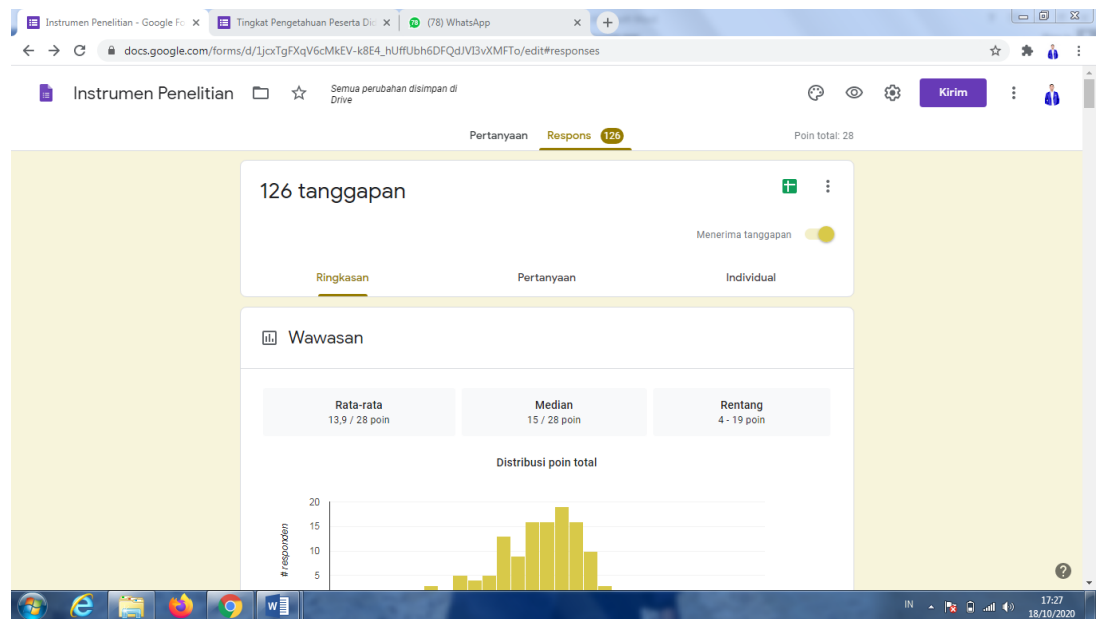 Instrumen Penelitian - Google Fo
Tingkat Pengetahuan Peserta Did
(78) WhatsApp
docs.google.com/forms/d/1jcxTgFXqV6cMkEV-k8E4_hUffUbh6DFQdJVI3vXMFTo/edit#responses
Instrumen Penelitian
Semua perubahan disimpan di
Drive
Kirim
Pertanyaan
Respons 126
Poin total: 28
126 tanggapan
Menerima tanggapan
Ringkasan
Pertanyaan
Individual
Wawasan
Rata-rata
13,9 / 28 poin
Median
15 / 28 poin
Rentang
4 - 19 poin
Distribusi poin total
# responden
20
15
10
5
IN
17:27
18/10/2020